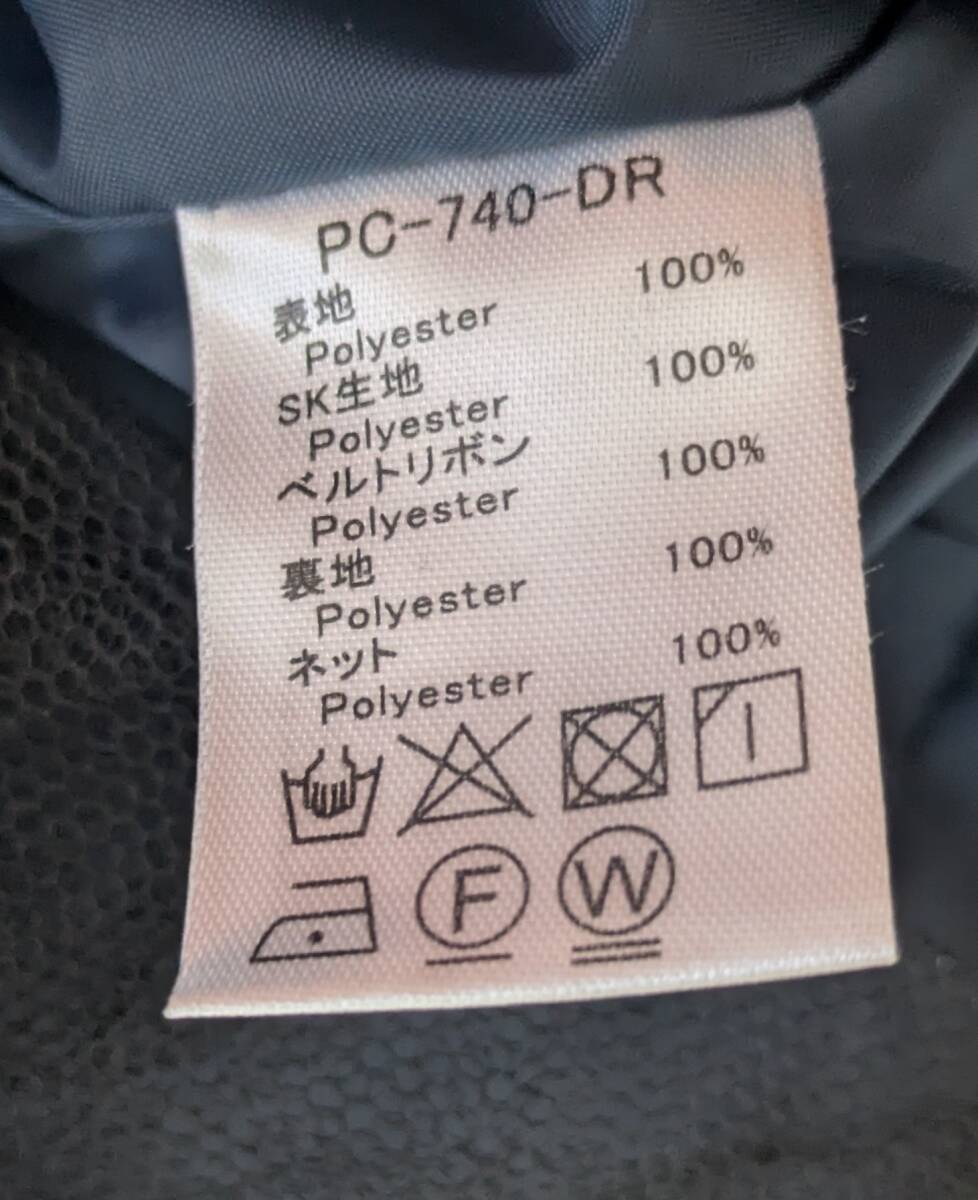 PC-740-DR
表地
Polyester 100%
SK生地
Polyester 100%
ベルトリボン
Polyester 100%
裏地
Polyester 100%
ネット
Polyester 100%
F W